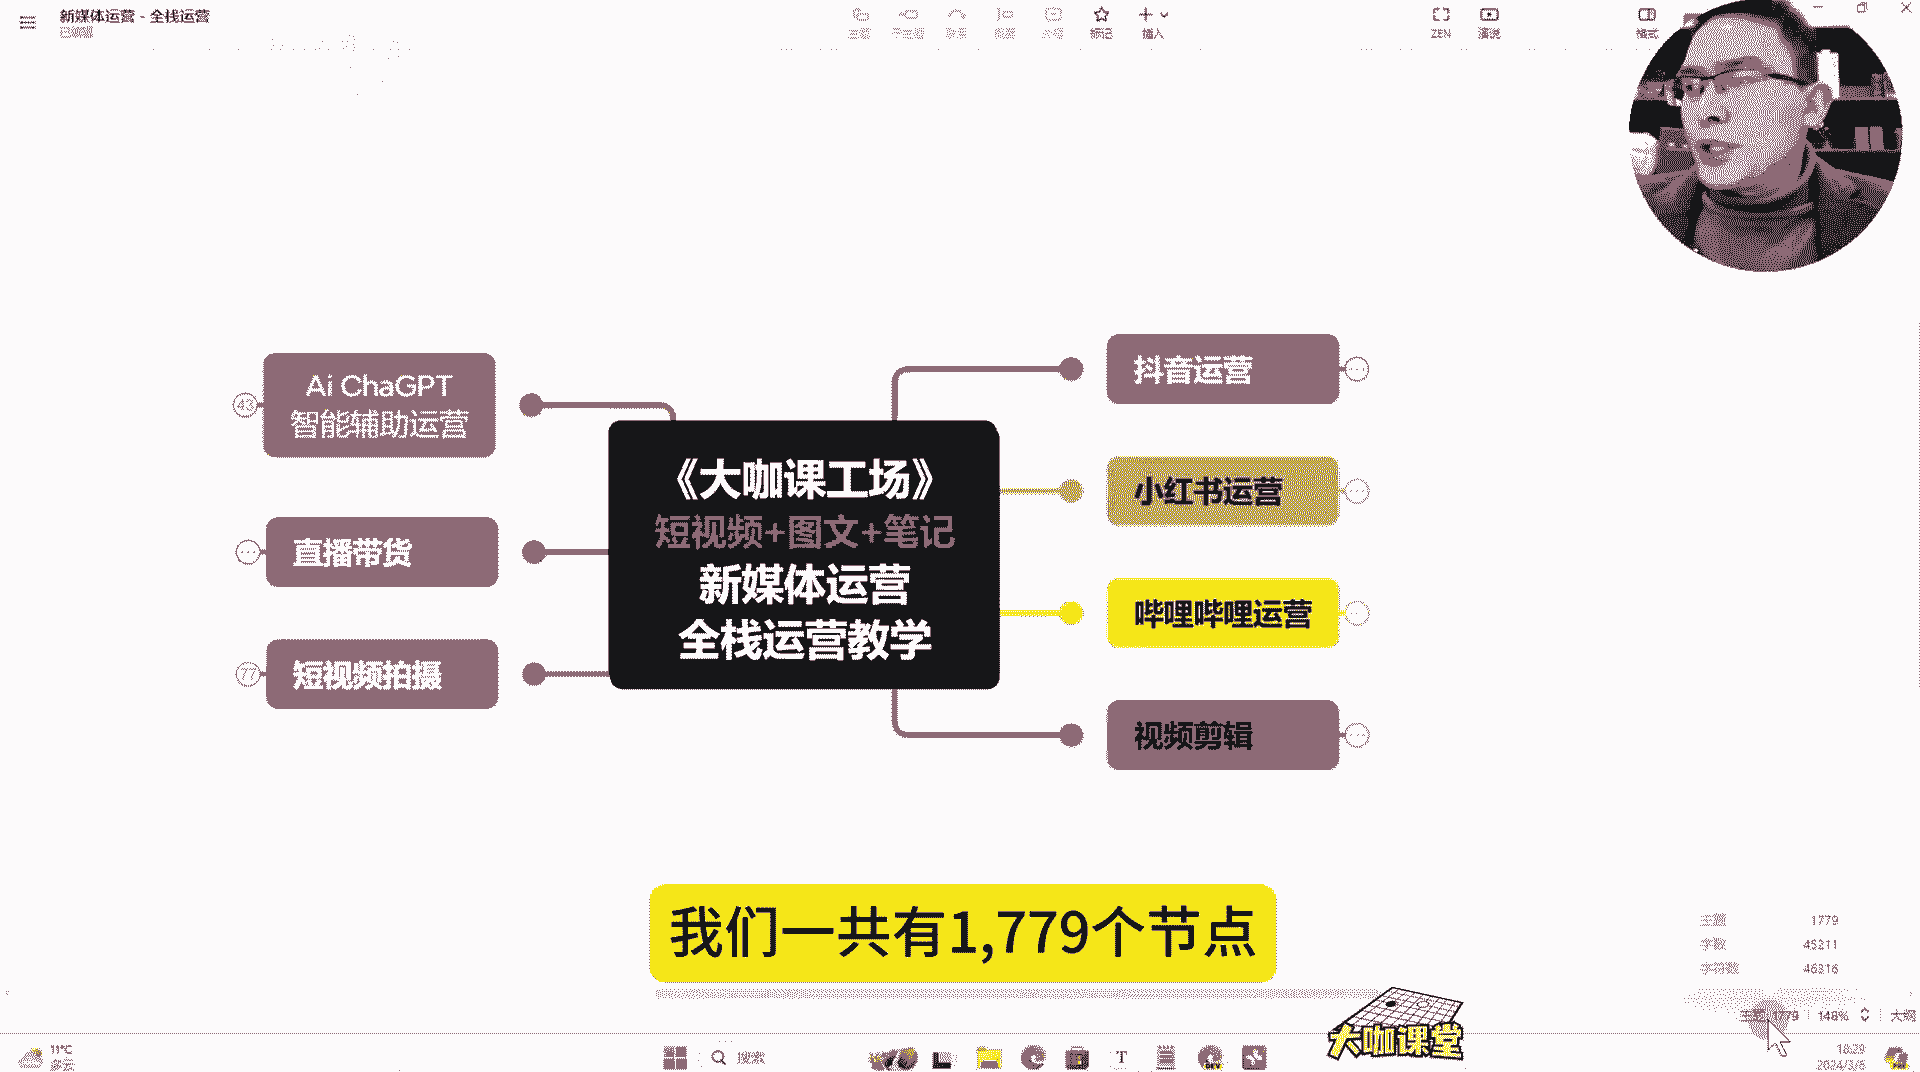 新媒体运营 - 全栈运营
已编辑
标记
插入
ZEN
演说
格式
43
Ai ChaGPT
智能辅助运营
直播带货
77
短视频拍摄
《大咖课工场》
短视频+图文+笔记
新媒体运营
全栈运营教学
抖音运营
小红书运营
哔哩哔哩运营
视频剪辑
我们一共有1,779个节点
主题 1779
字数 45211
字符数 46316
主题 1779
148%
大纲
大咖课堂
11°C
多云
搜索
18:29
2024/3/6